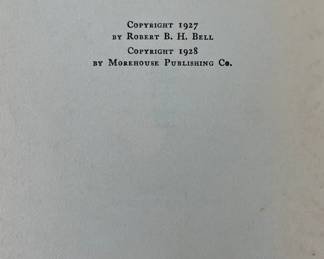 Copyright 1927
by Robert B. H. Bell
Copyright 1928
by Morehouse Publishing Co.